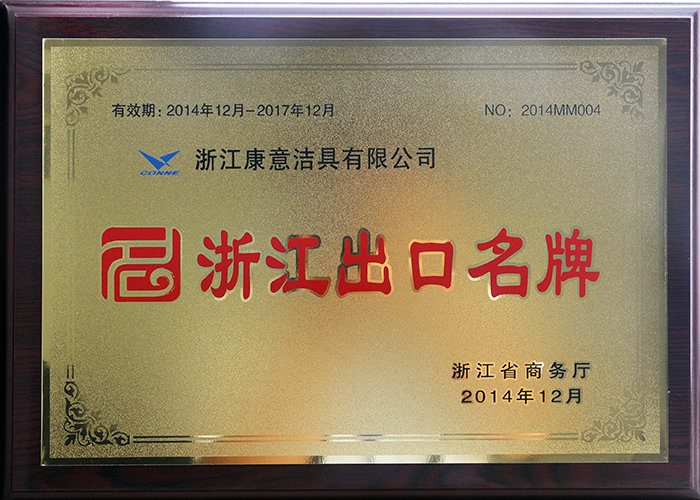 有效期: 2014年12月-2017年12月 NO: 2014MM004
CONNE 浙江康意洁具有限公司
浙江出口名牌
浙江省商务厅
2014年12月